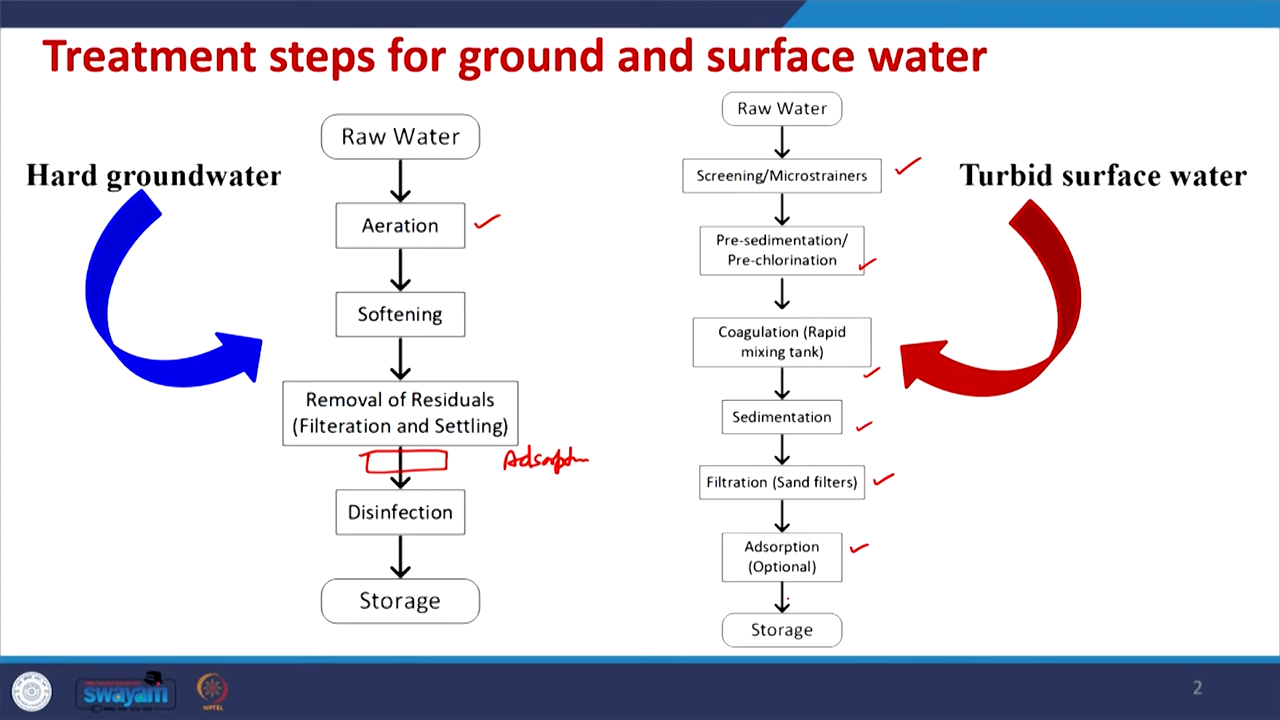 Treatment steps for ground and surface water
Hard groundwater
Raw Water
Aeration
Softening
Removal of Residuals
(Filteration and Settling)
Disinfection
Storage
Raw Water
Screening/Microstrainers
Pre-sedimentation/
Pre-chlorination
Coagulation (Rapid
mixing tank)
Sedimentation
Filtration (Sand filters)
Adsorption
(Optional)
Storage
Turbid surface water
swayam
NPTEL
2